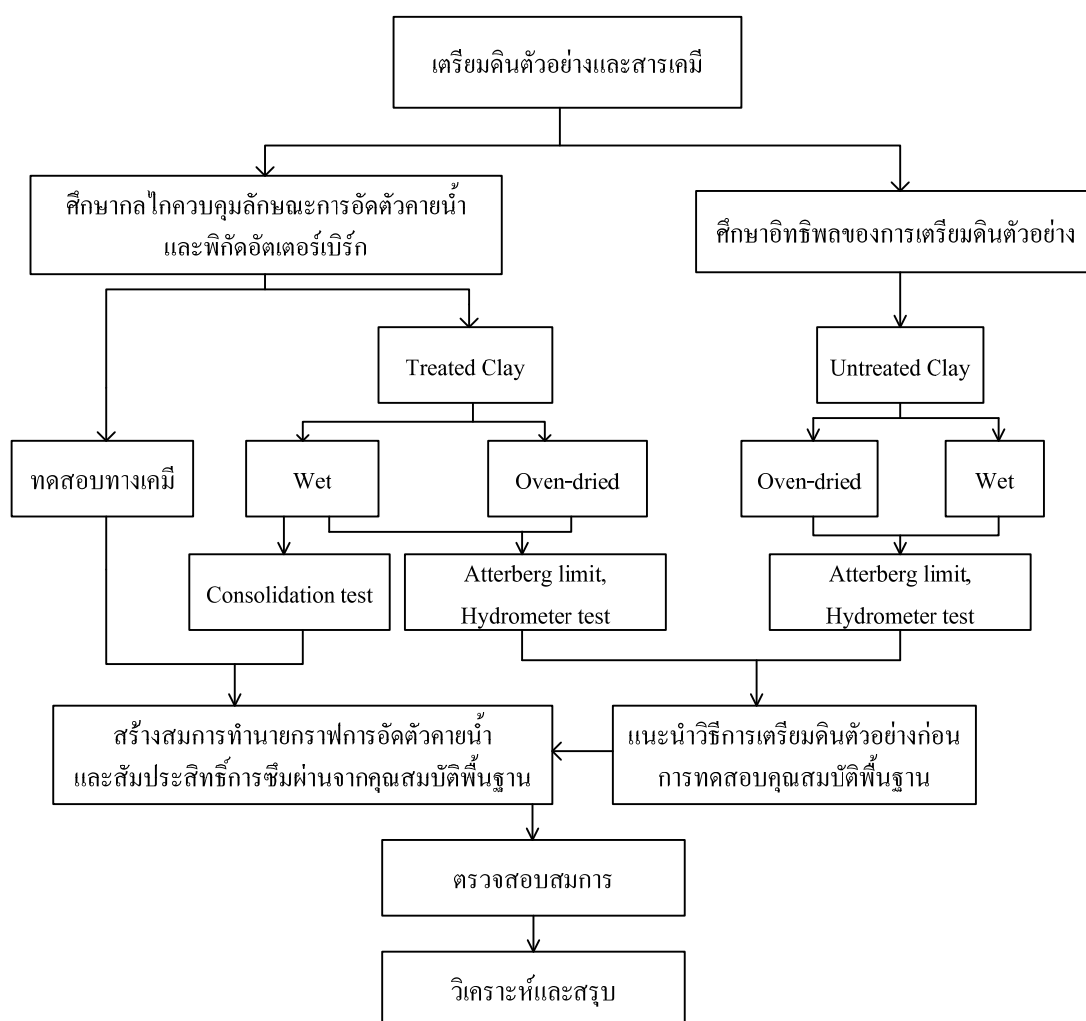 เตรียมดินตัวอย่างและสารเคมี
ศึกษากลไกควบคุมลักษณะการอัดตัวคายน้ำ
และพิกัดอัตเตอร์เบิร์ก
ศึกษาอิทธิพลของการเตรียมดินตัวอย่าง
Treated Clay
Untreated Clay
ทดสอบทางเคมี
Wet
Oven-dried
Oven-dried
Wet
Consolidation test
Atterberg limit,
Hydrometer test
Atterberg limit,
Hydrometer test
สร้างสมการทำนายกราฟการอัดตัวคายน้ำ
และสัมประสิทธิ์การซึมผ่านจากคุณสมบัติพื้นฐาน
แนะนำวิธีการเตรียมดินตัวอย่างก่อน
การทดสอบคุณสมบัติพื้นฐาน
ตรวจสอบสมการ
วิเคราะห์และสรุป